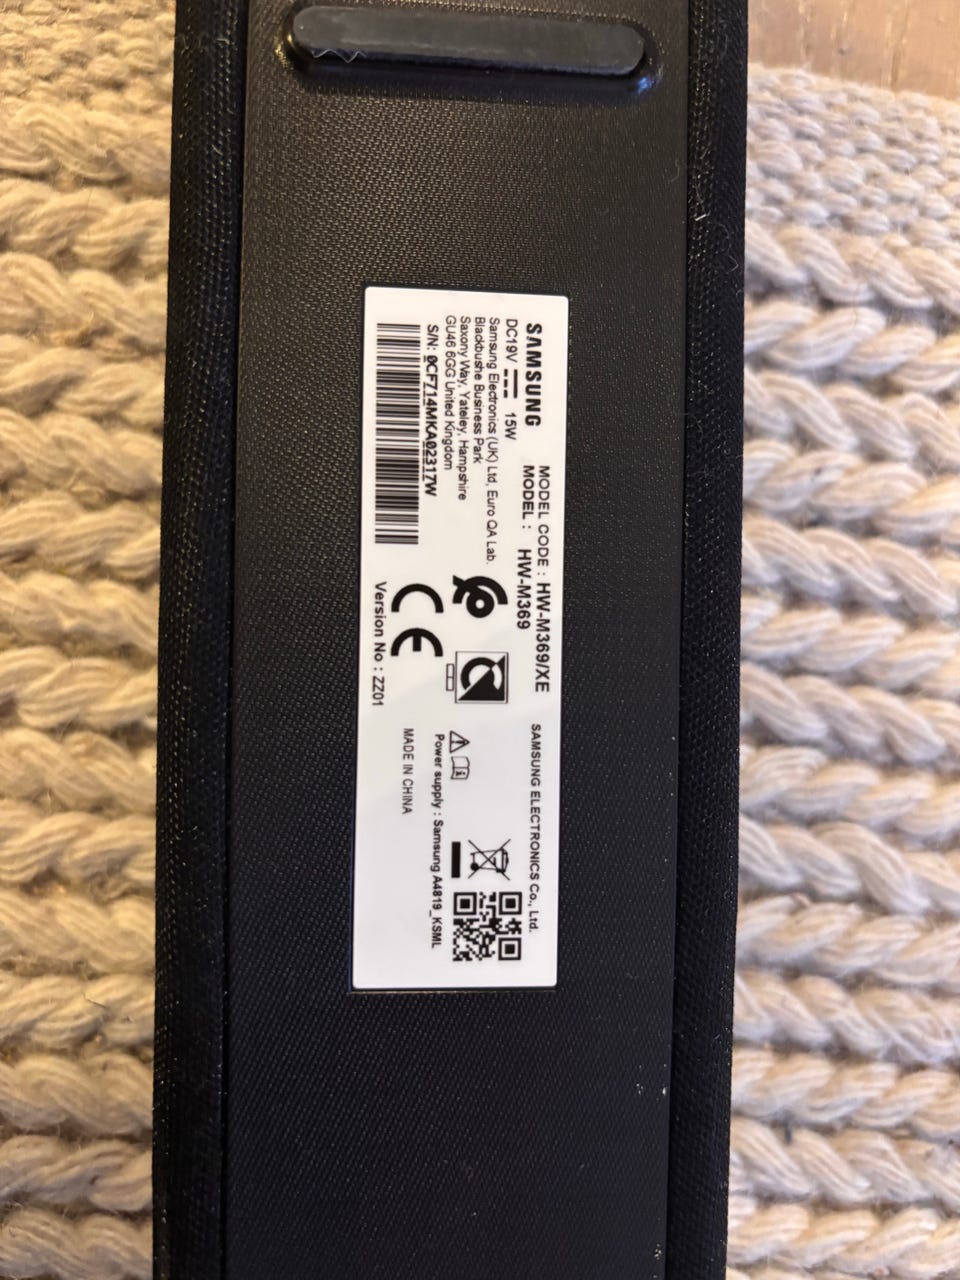 SAMSUNG
DC19V 15W
MODEL CODE : HW-M369/XE
MODEL : HW-M369
SAMSUNG ELECTRONICS Co., Ltd.
Samsung Electronics (UK) Ltd, Euro QA Lab.
Blackbushe Business Park
Saxony Way, Yateley, Hampshire
GU46 6GG United Kingdom
S/N: 0CFZ14MKA02317W
CE
Version No : ZZ01
Power supply : Samsung A4819_KSML
MADE IN CHINA